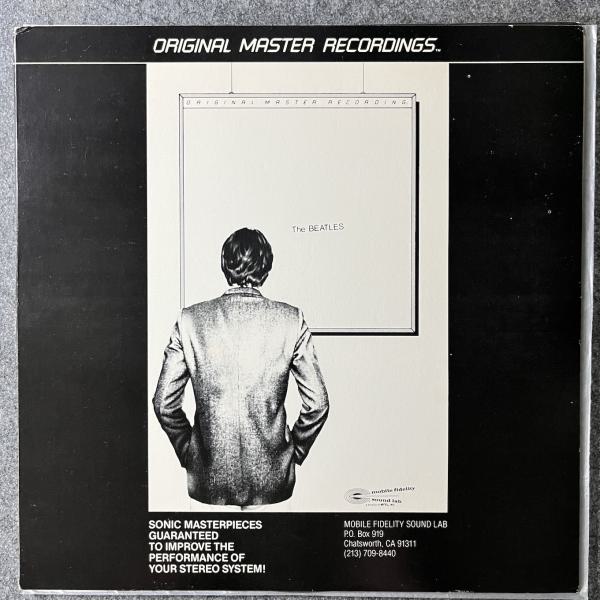 ORIGINAL MASTER RECORDINGS™
ORIGINAL MASTER RECORDING
The BEATLES
mobile fidelity
sound lab
SONIC MASTERPIECES
GUARANTEED
TO IMPROVE THE
PERFORMANCE OF
YOUR STEREO SYSTEM!
MOBILE FIDELITY SOUND LAB
P.O. Box 919
Chatsworth, CA 91311
(213) 709-8440